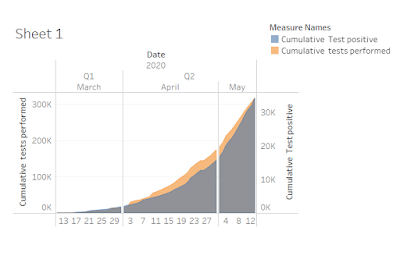 Sheet 1
Measure Names
Cumulative Test positive
Cumulative tests performed
Date
2020
Q1
Q2
March
April
May
Cumulative tests performed
300K
200K
100K
0K
30K
20K
10K
0K
Cumulative Test positive
13 17 21 25 29 3 7 11 15 19 23 27 4 8 12